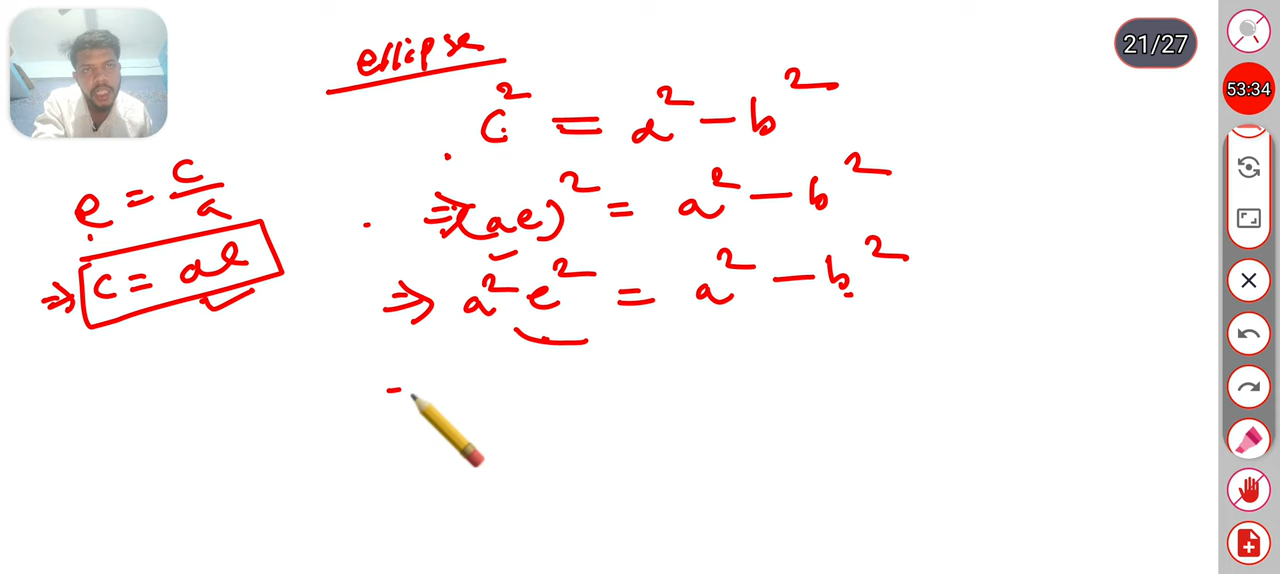 ellipse
c² = a² − b²
e = c/a
⇒ (ae)² = a² − b²
⇒ c = ae
⇒ a²e² = a² − b²
21/27
53:34